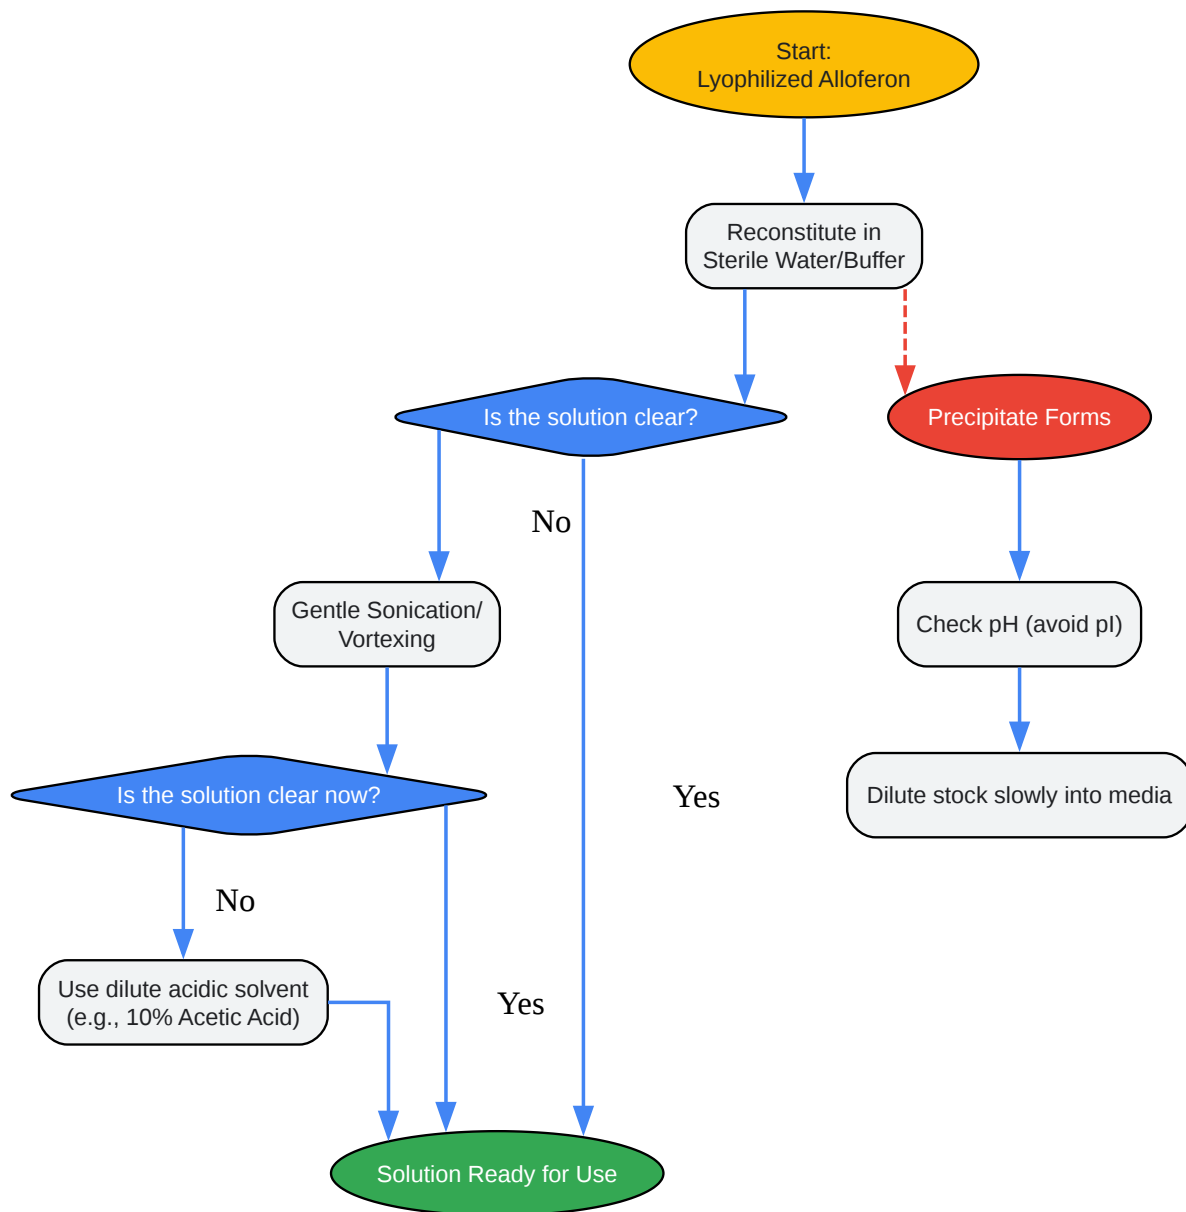 Start:
Lyophilized Alloferon
Reconstitute in
Sterile Water/Buffer
Is the solution clear?
Precipitate Forms
No
Gentle Sonication/
Vortexing
Check pH (avoid pI)
Is the solution clear now?
Yes
Dilute stock slowly into media
No
Use dilute acidic solvent
(e.g., 10% Acetic Acid)
Yes
Solution Ready for Use